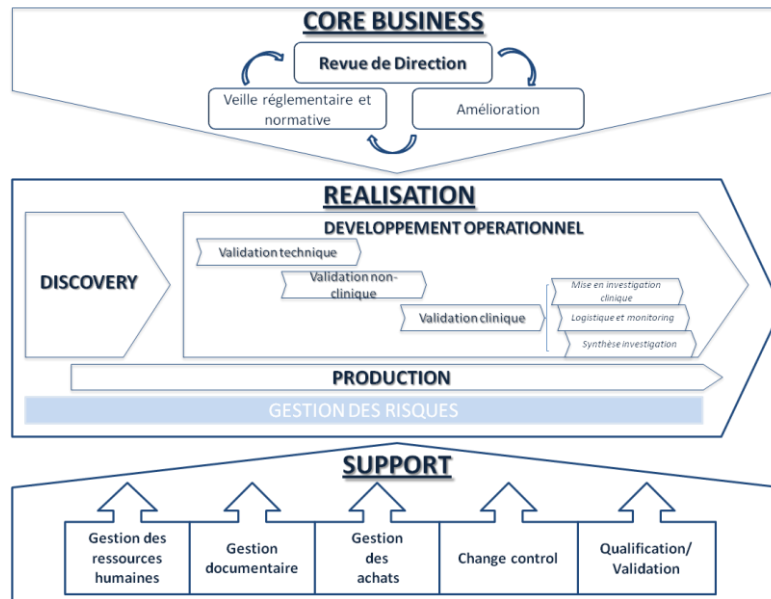 CORE BUSINESS
Revue de Direction
Veille réglementaire et
normative
Amélioration
REALISATION
DISCOVERY
DEVELOPPEMENT OPERATIONNEL
Validation technique
Validation non-
clinique
Validation clinique
Mise en investigation
clinique
Logistique et monitoring
Synthèse investigation
PRODUCTION
GESTION DES RISQUES
SUPPORT
Gestion des
ressources
humaines
Gestion
documentaire
Gestion
des
achats
Change control
Qualification/
Validation